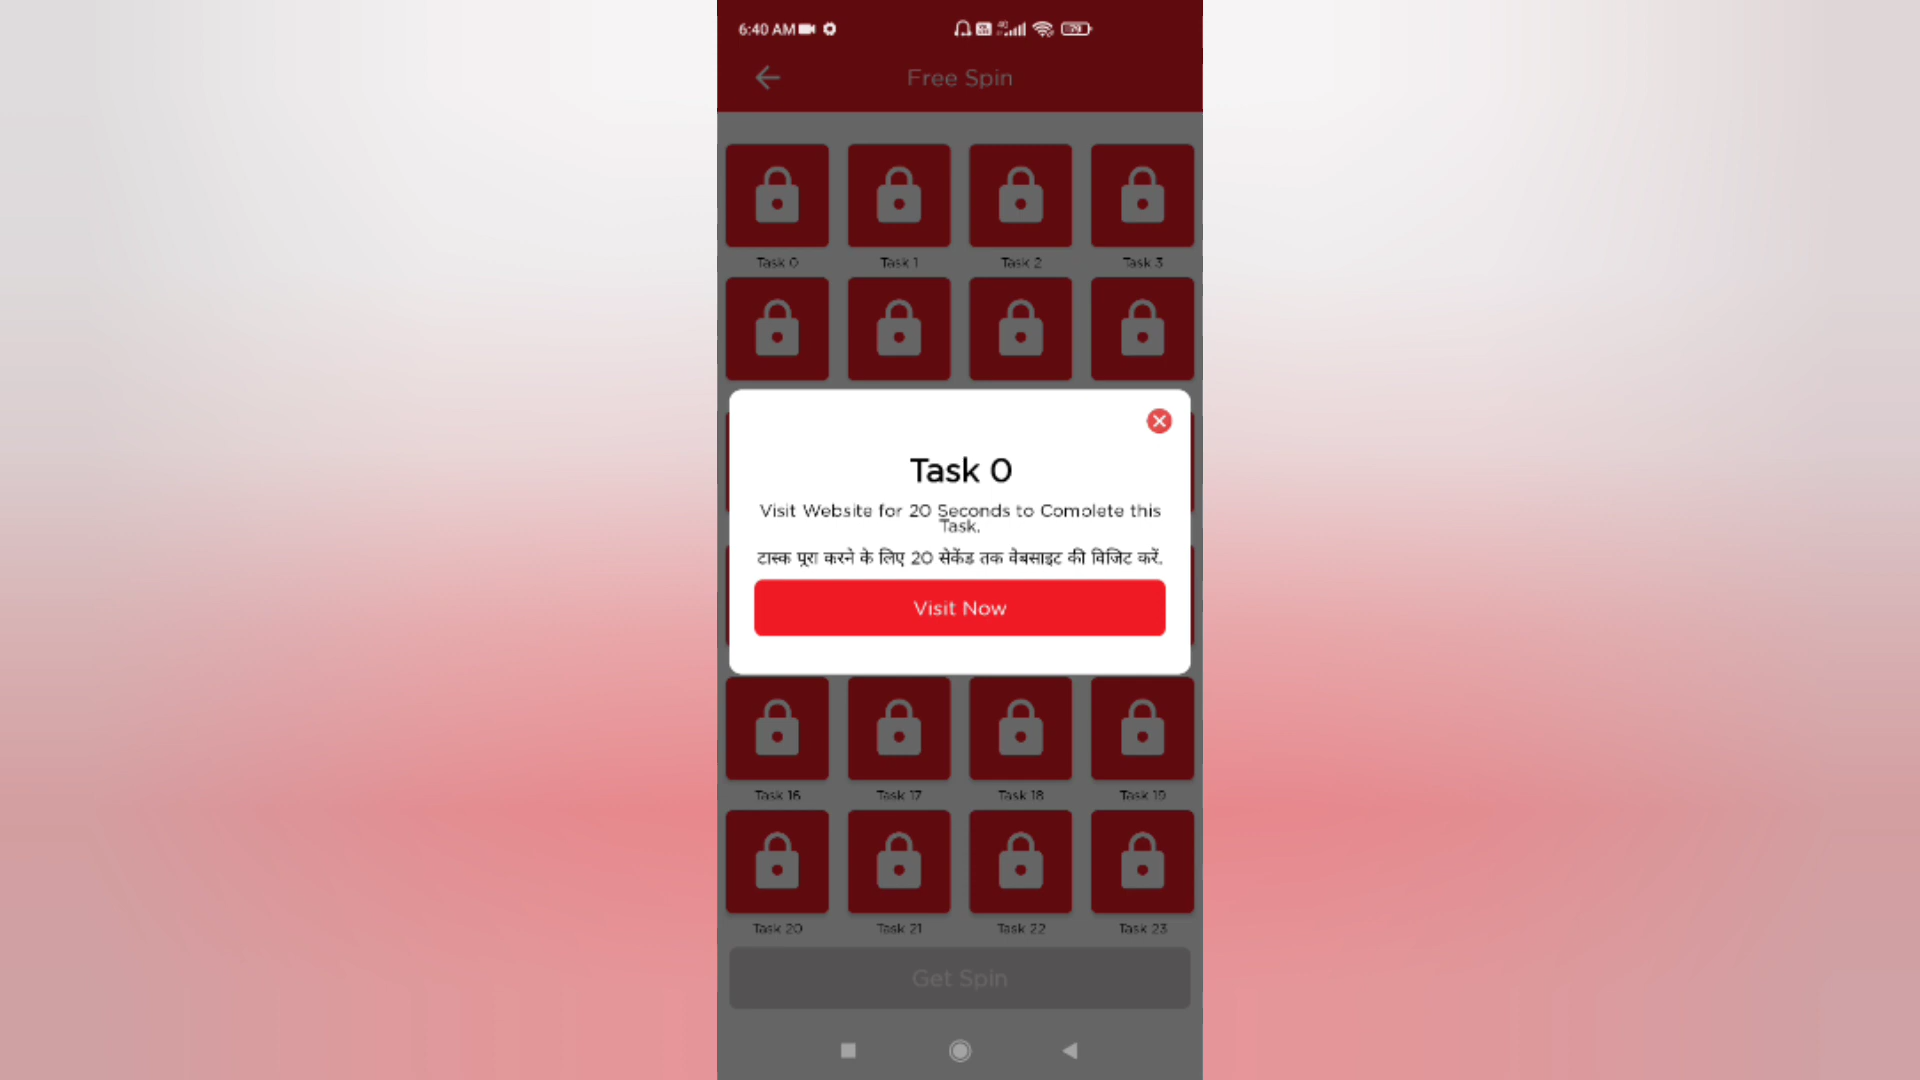 6:40 AM
Free Spin
Task 0 Task 1 Task 2 Task 3
Task 0
Visit Website for 20 Seconds to Complete this
Task.
टास्क पूरा करने के लिए 20 सेकेंड तक वेबसाइट की विजिट करें.
Visit Now
Task 16 Task 17 Task 18 Task 19
Task 20 Task 21 Task 22 Task 23
Get Spin